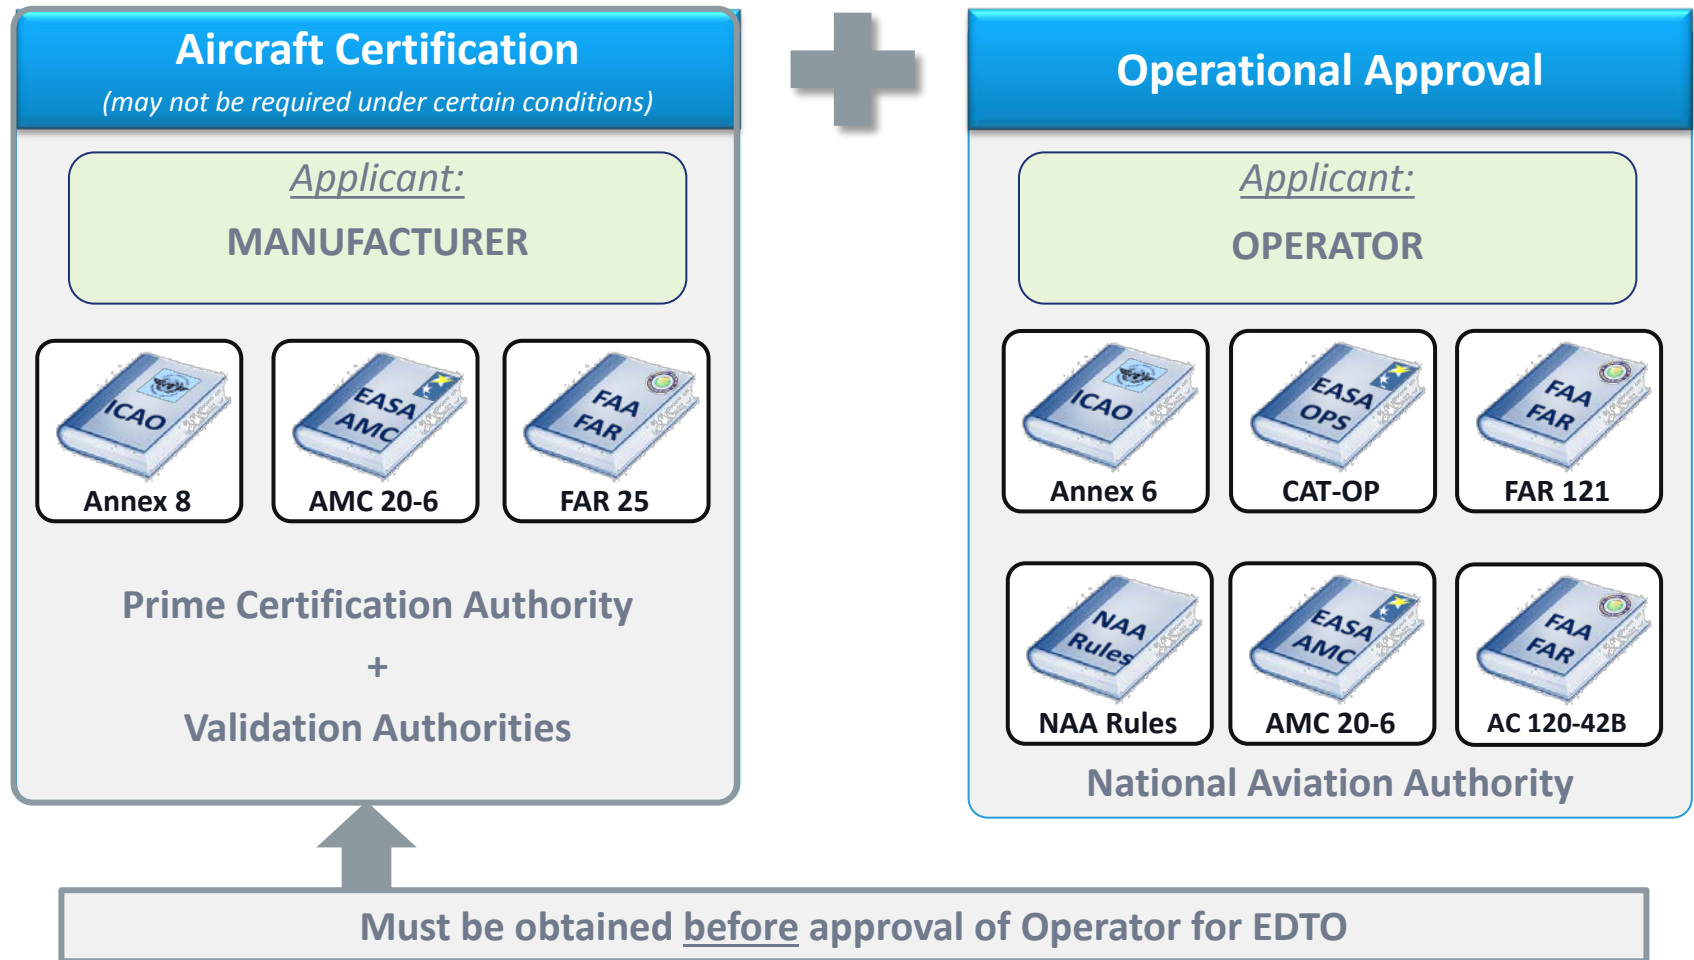 Aircraft Certification
(may not be required under certain conditions)
Applicant:
MANUFACTURER
ICAO
Annex 8
EASA
AMC
AMC 20-6
FAA
FAR
FAR 25
Prime Certification Authority
+
Validation Authorities
Operational Approval
Applicant:
OPERATOR
ICAO
Annex 6
EASA
OPS
CAT-OP
FAA
FAR
FAR 121
NAA
Rules
NAA Rules
EASA
AMC
AMC 20-6
FAA
FAR
AC 120-42B
National Aviation Authority
Must be obtained before approval of Operator for EDTO